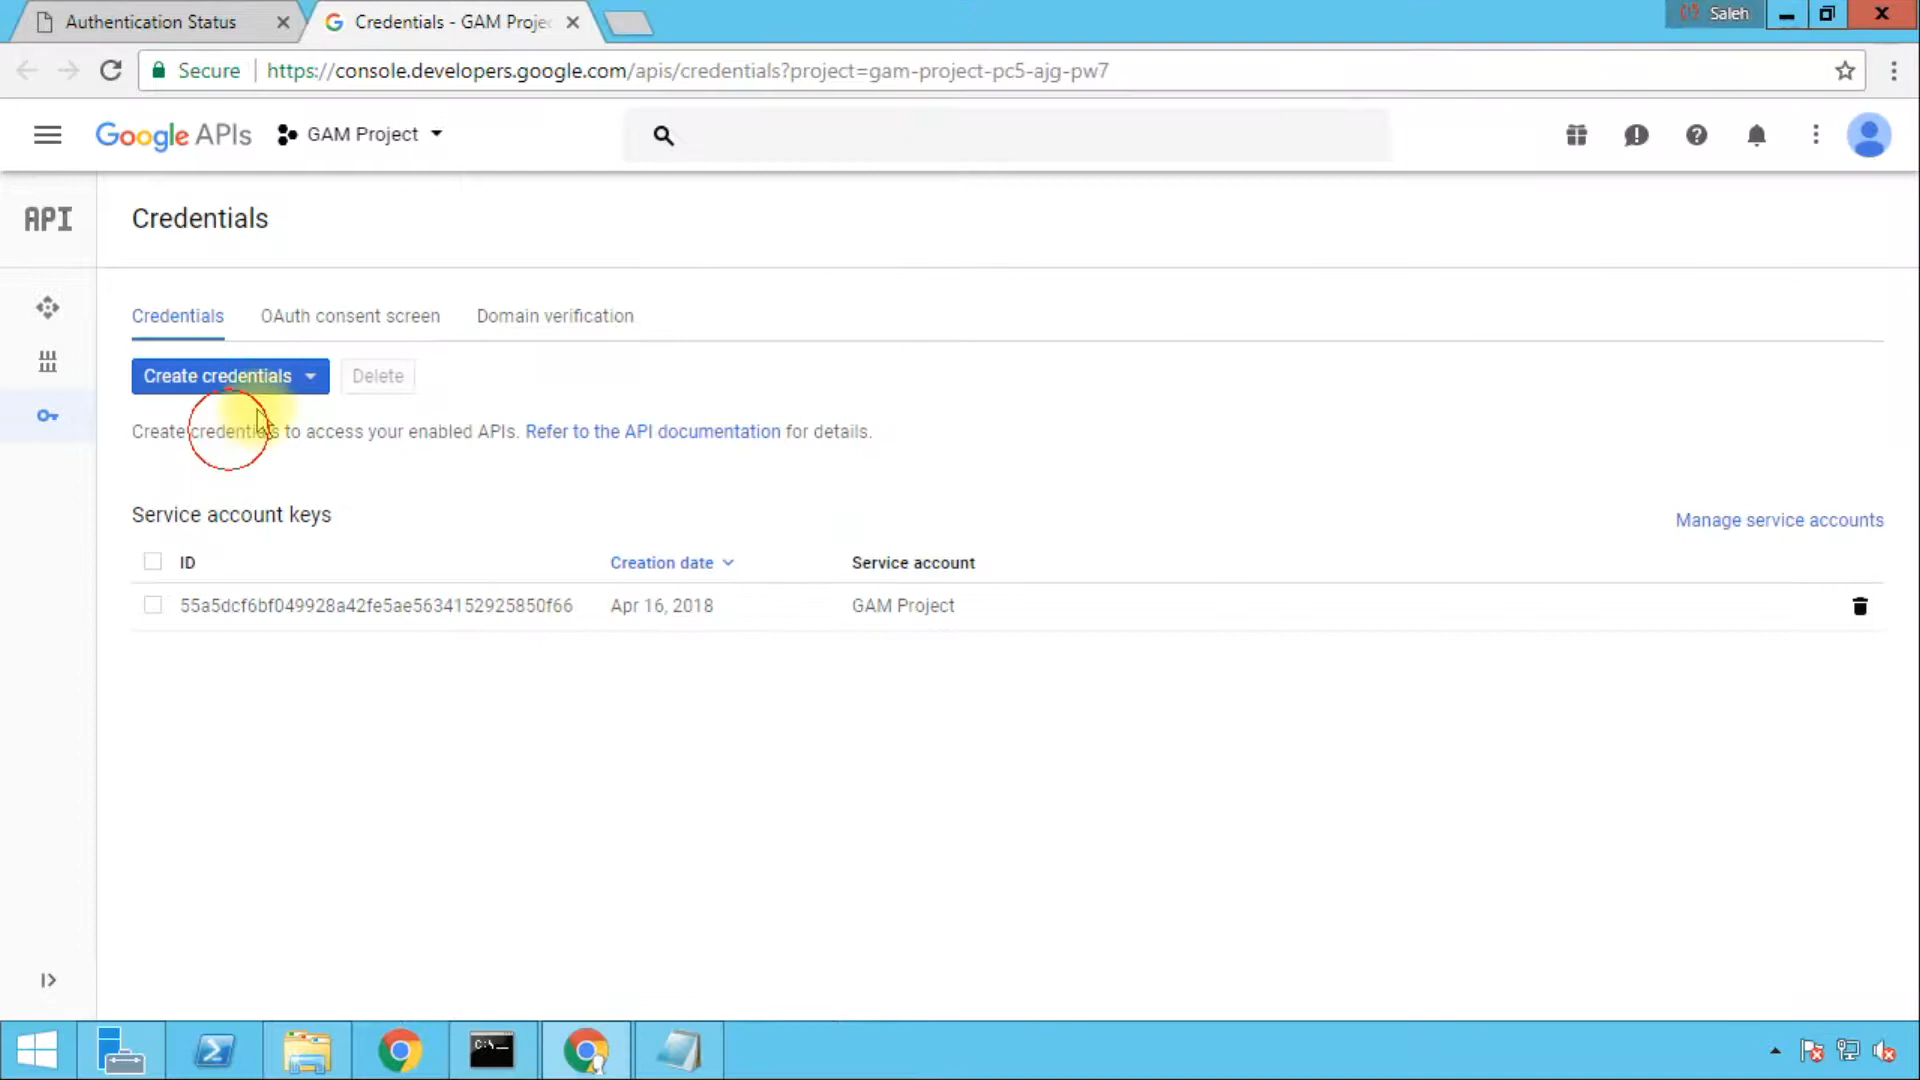 Authentication Status
Credentials - GAM Proje
Saleh
Secure
https://console.developers.google.com/apis/credentials?project=gam-project-pc5-ajg-pw7
Google APIs
GAM Project
API
Credentials
Credentials
OAuth consent screen
Domain verification
Create credentials
Delete
Create credentials to access your enabled APIs. Refer to the API documentation for details.
Service account keys
Manage service accounts
ID
Creation date
Service account
55a5dcf6bf049928a42fe5ae5634152925850f66
Apr 16, 2018
GAM Project
C:\_